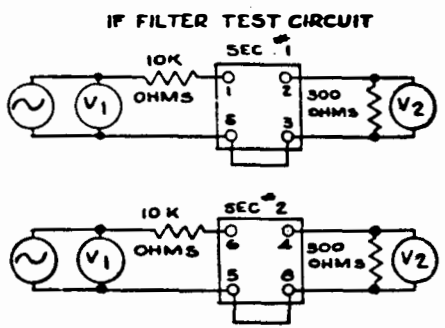 IF FILTER TEST CIRCUIT
SEC #1
10K
OHMS
1
2
300
OHMS
V1
V2
8
3
SEC #2
10K
OHMS
6
4
300
OHMS
V1
V2
5
8